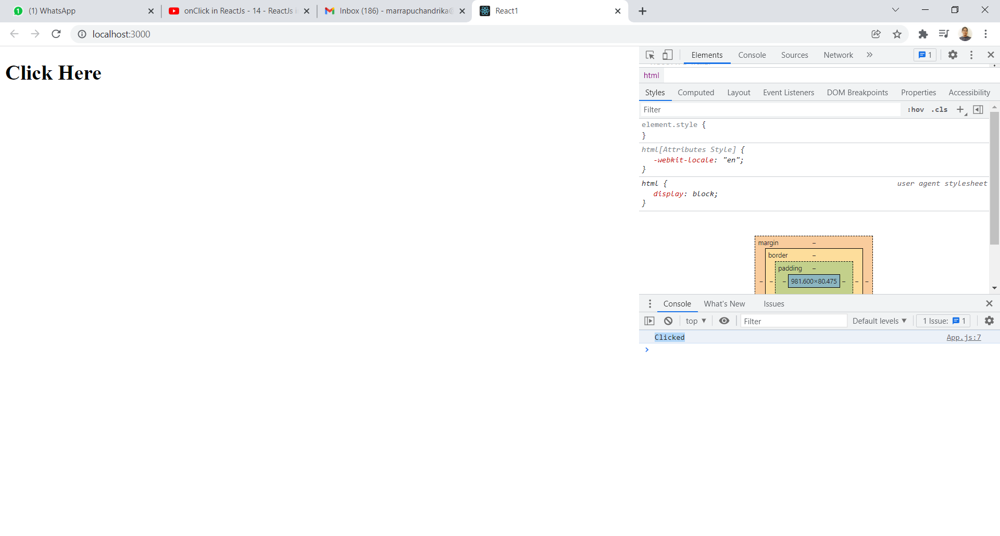 (1) WhatsApp
onClick in ReactJs - 14 - ReactJs i
Inbox (186) - marrapuchandrika@
React1
localhost:3000
Click Here
Elements Console Sources Network » 1
html
Styles Computed Layout Event Listeners DOM Breakpoints Properties Accessibility
Filter :hov .cls
element.style {
}
html[Attributes Style] {
-webkit-locale: "en";
}
html { user agent stylesheet
display: block;
}
margin –
border –
padding –
– – – 981.600×80.475 – – –
Console What's New Issues
top ▼ Filter Default levels ▼ 1 Issue: 1
Clicked App.js:7